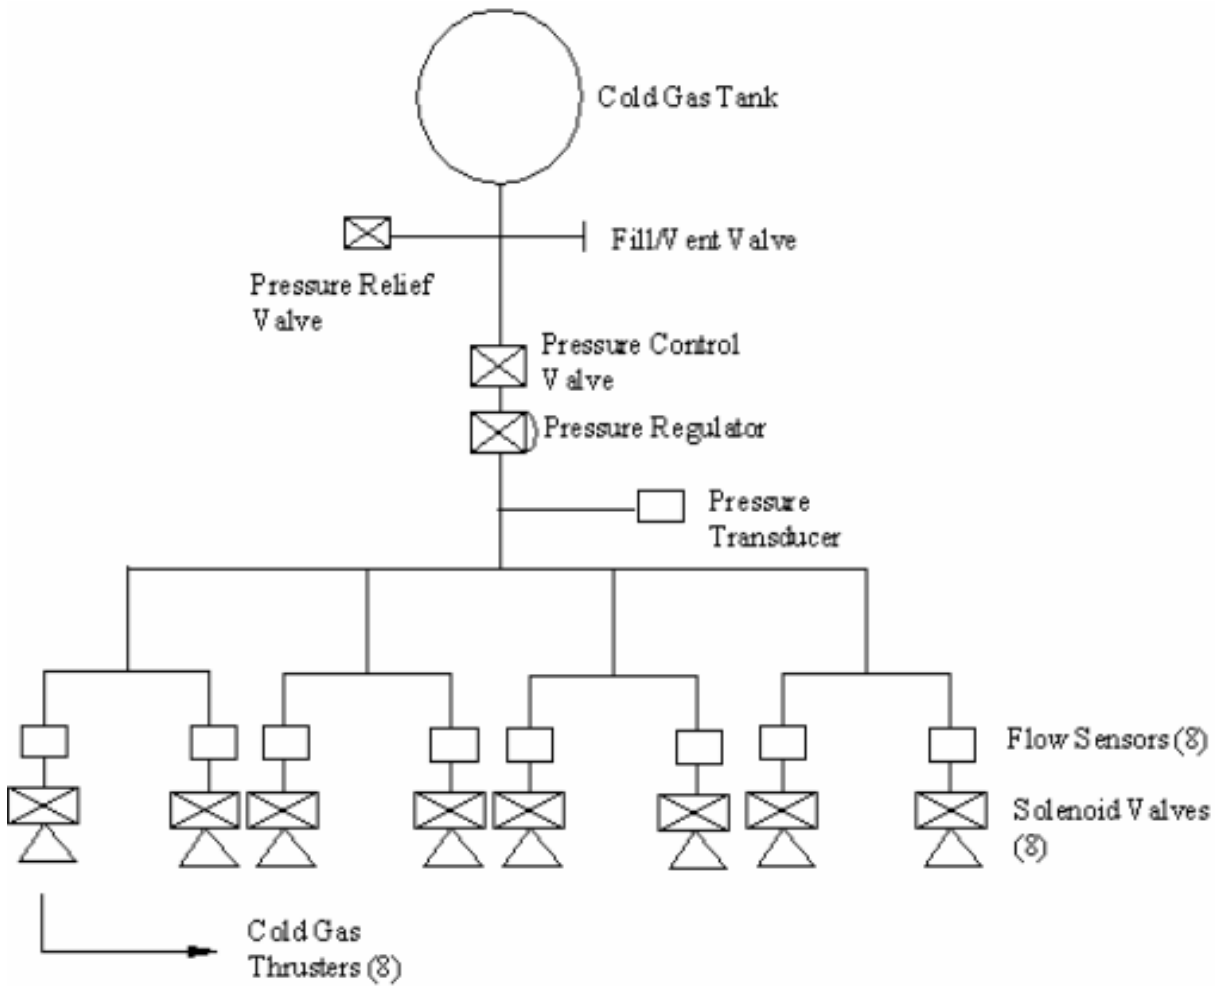 Cold Gas Tank
Fill/Vent Valve
Pressure Relief
Valve
Pressure Control
Valve
Pressure Regulator
Pressure
Transducer
Flow Sensors (8)
Solenoid Valves
(8)
Cold Gas
Thrusters (8)